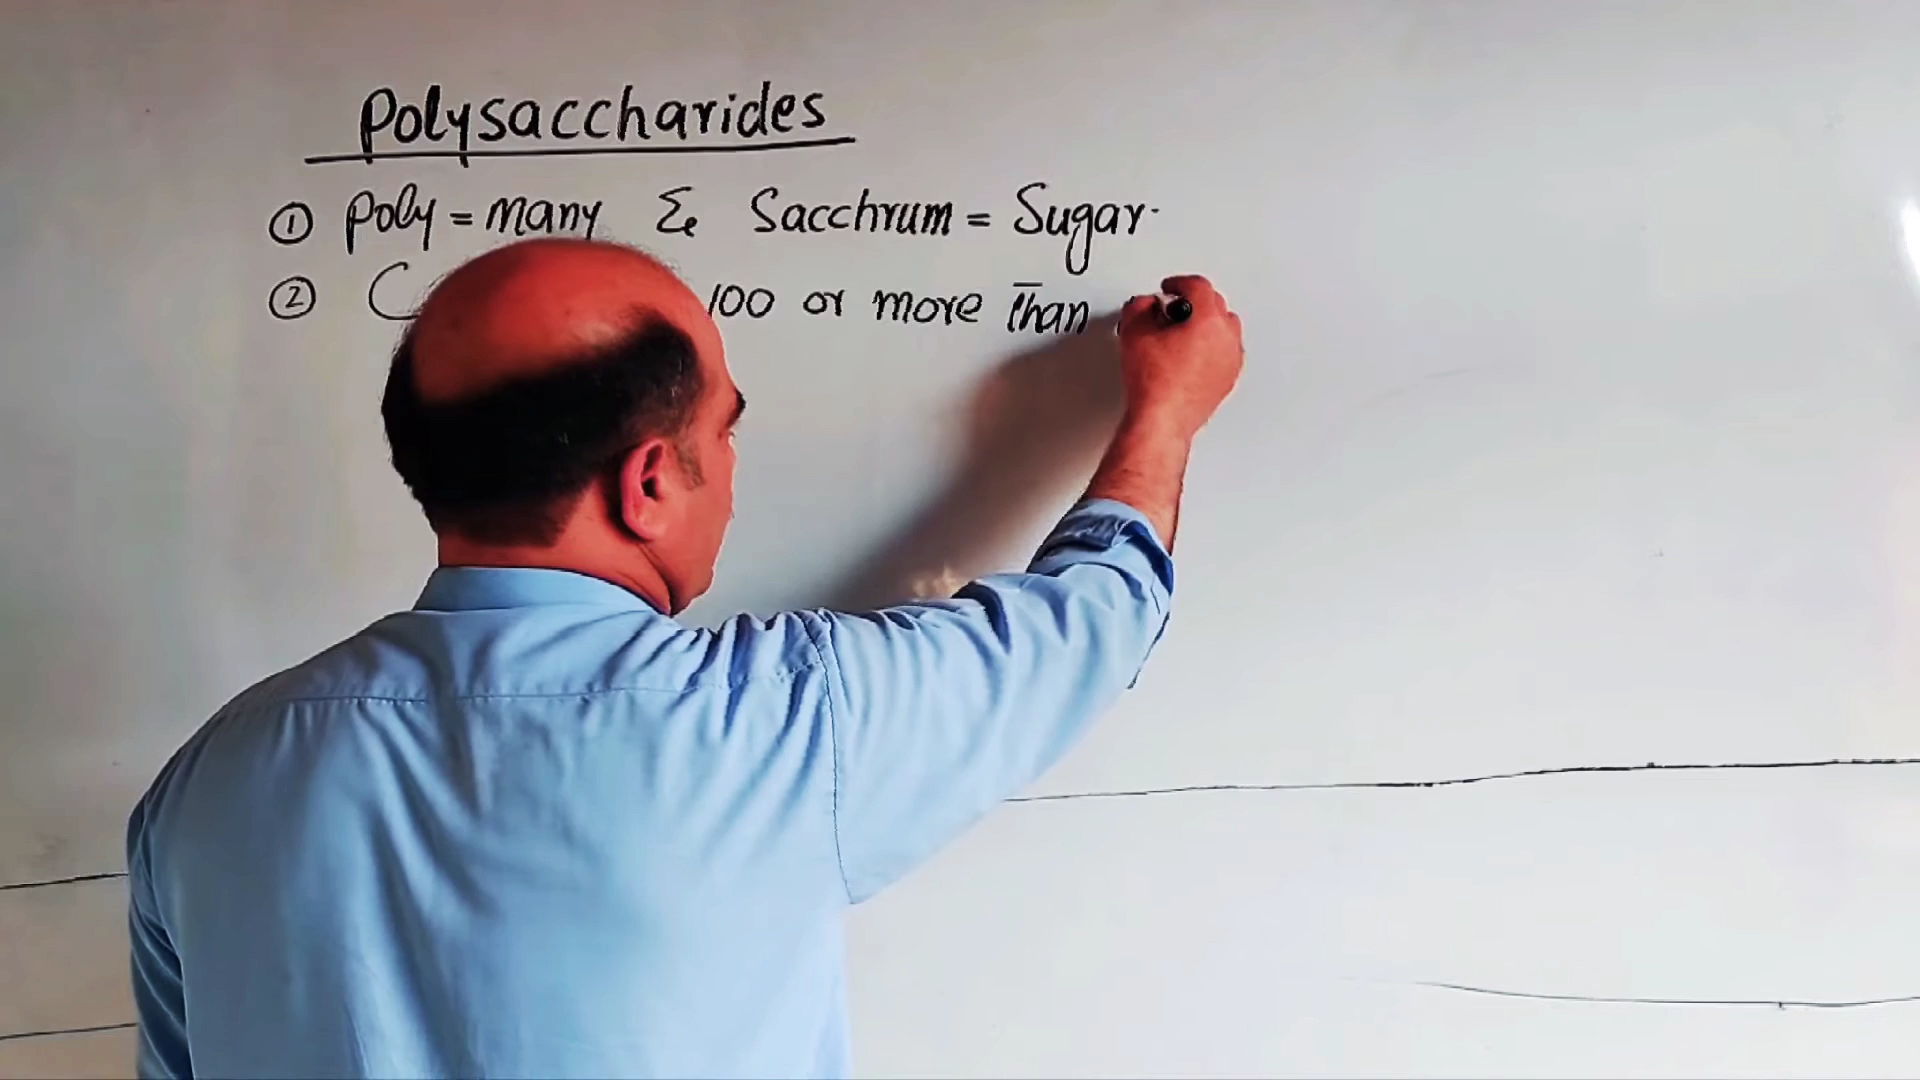 Polysaccharides
① Poly = many & Sacchrum = Sugar.
② 100 or more than